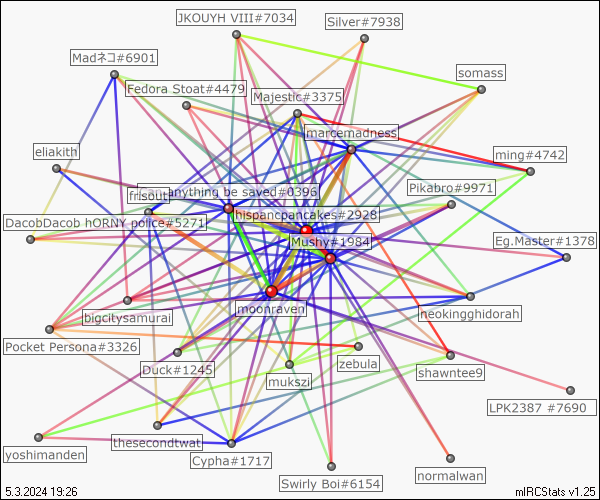 JKOUYH VIII#7034
Silver#7938
Madネコ#6901
somass
Fedora Stoat#4479
Majestic#3375
marcemadness
eliakith
ming#4742
anything be saved#0396
Pikabro#9971
frisout
hispancpancakes#2928
DacobDacob hORNY police#5271
Mushy#1984
Eg.Master#1378
moonraven
neokingghidorah
bigcitysamurai
Pocket Persona#3326
zebula
Duck#1245
shawntee9
mukszi
LPK2387 #7690
thesecondtwat
yoshimanden
Cypha#1717
normalwan
Swirly Boi#6154
5.3.2024 19:26
mIRCStats v1.25